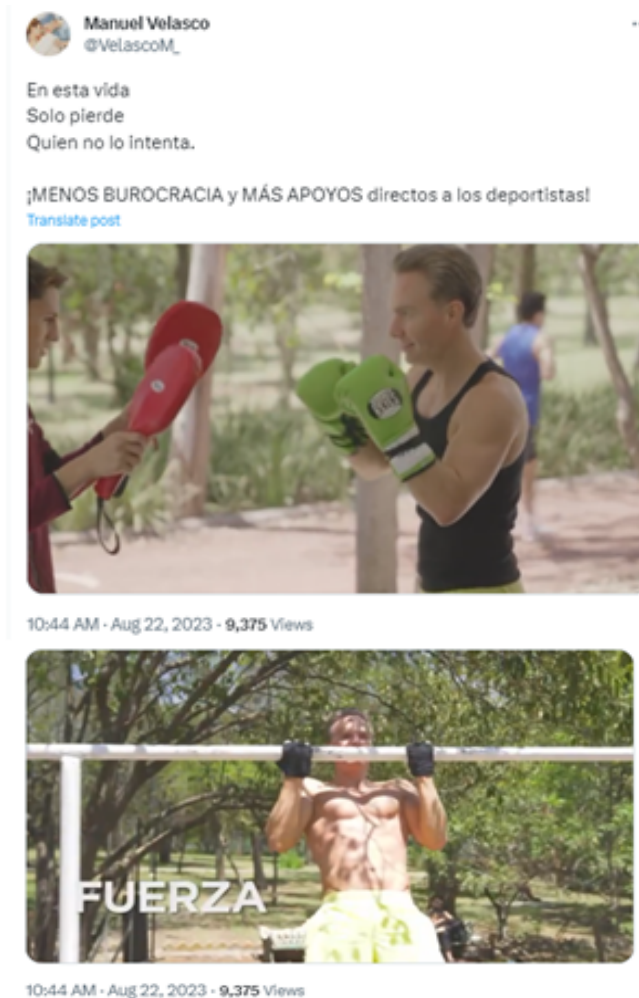 Manuel Velasco
@VelascoM_
En esta vida
Solo pierde
Quien no lo intenta.
¡MENOS BUROCRACIA y MÁS APOYOS directos a los deportistas!
Translate post
10:44 AM · Aug 22, 2023 · 9,375 Views
FUERZA
10:44 AM · Aug 22, 2023 · 9,375 Views